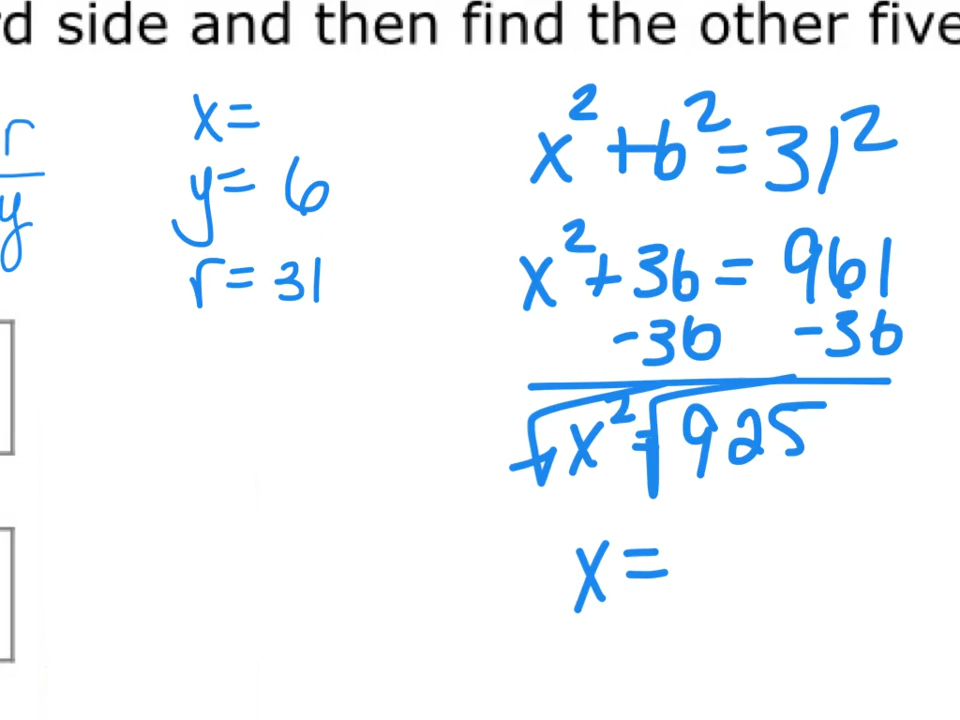 d side and then find the other five
r/y
x=
y= 6
r= 31
x²+6²=31²
x²+36=961
-36 -36
√x²=√925
x=